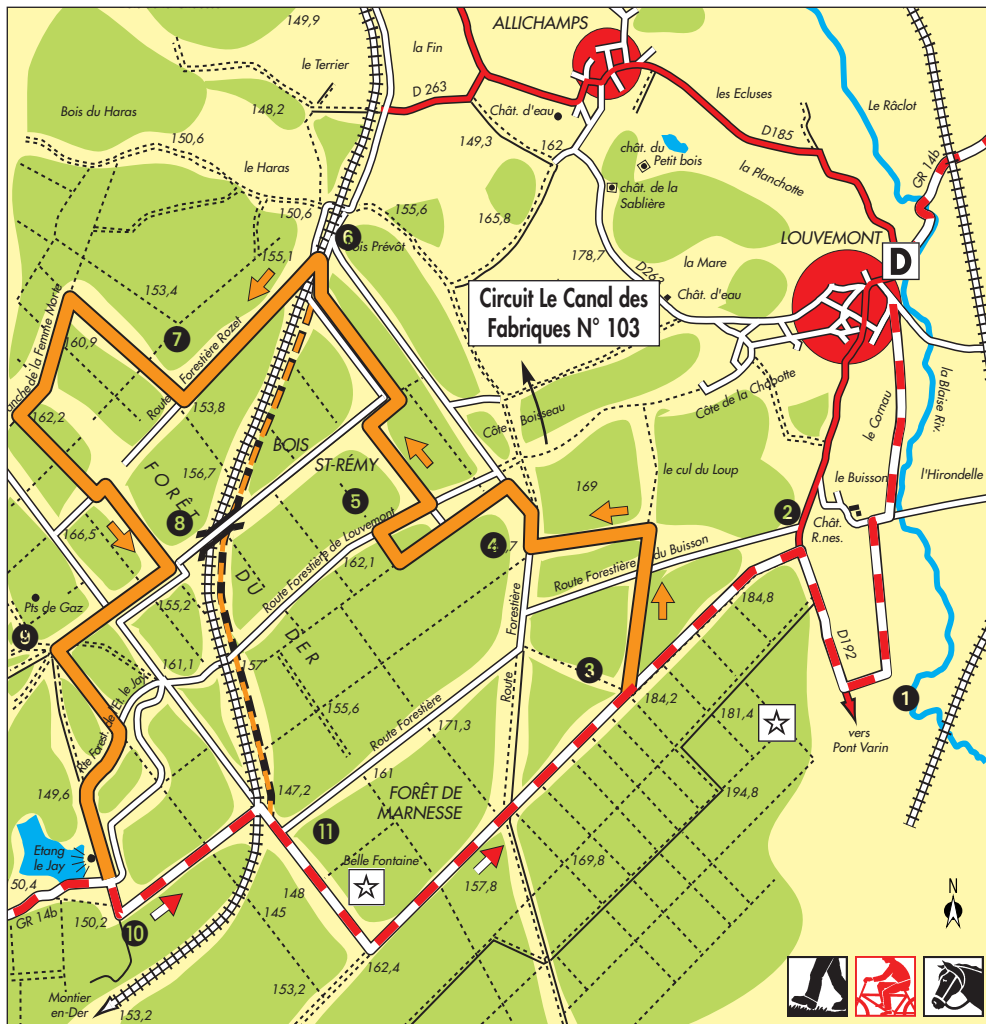 149,9
ALLICHAMPS
la Fin
le Terrier
D 263
les Ecluses
Le Râclot
Bois du Haras
148,2
Chât. d'eau
D185
150,6
149,3
162
chât. du
Petit bois
GR 14b
le Haras
la Planchotte
chât. de la
Sablière
150,6
155,6
165,8
6
Bois Prévôt
LOUVEMONT
D
155,1
178,7
D263
la Mare
153,4
Circuit Le Canal des
Fabriques N° 103
Chât. d'eau
160,9
7
Route Forestière Rozet
153,8
la Blaise Riv.
162,2
Côte Boisseau
Côte de la Chabotte
le Cornau
BOIS
ST-RÉMY
156,7
FORÊT
DU
DER
le cul du Loup
169
le Buisson
l'Hirondelle
5
8
2
Chât.
R.nes.
166,5
Route Forestière de Louvemont
162,1
4
Route Forestière du Buisson
155,2
Route Forestière
184,8
Pts de Gaz
9
161,1
157
D192
3
184,2
Rte Forest. de l'Et. le Jay
155,6
Route Forestière
171,3
181,4
1
vers
Pont Varin
161
149,6
147,2
FORÊT DE
MARNESSE
194,8
11
Etang
le Jay
Belle Fontaine
169,8
50,4
157,8
148
GR 14b
150,2
145
N
10
162,4
153,2
Montier
en-Der
153,2